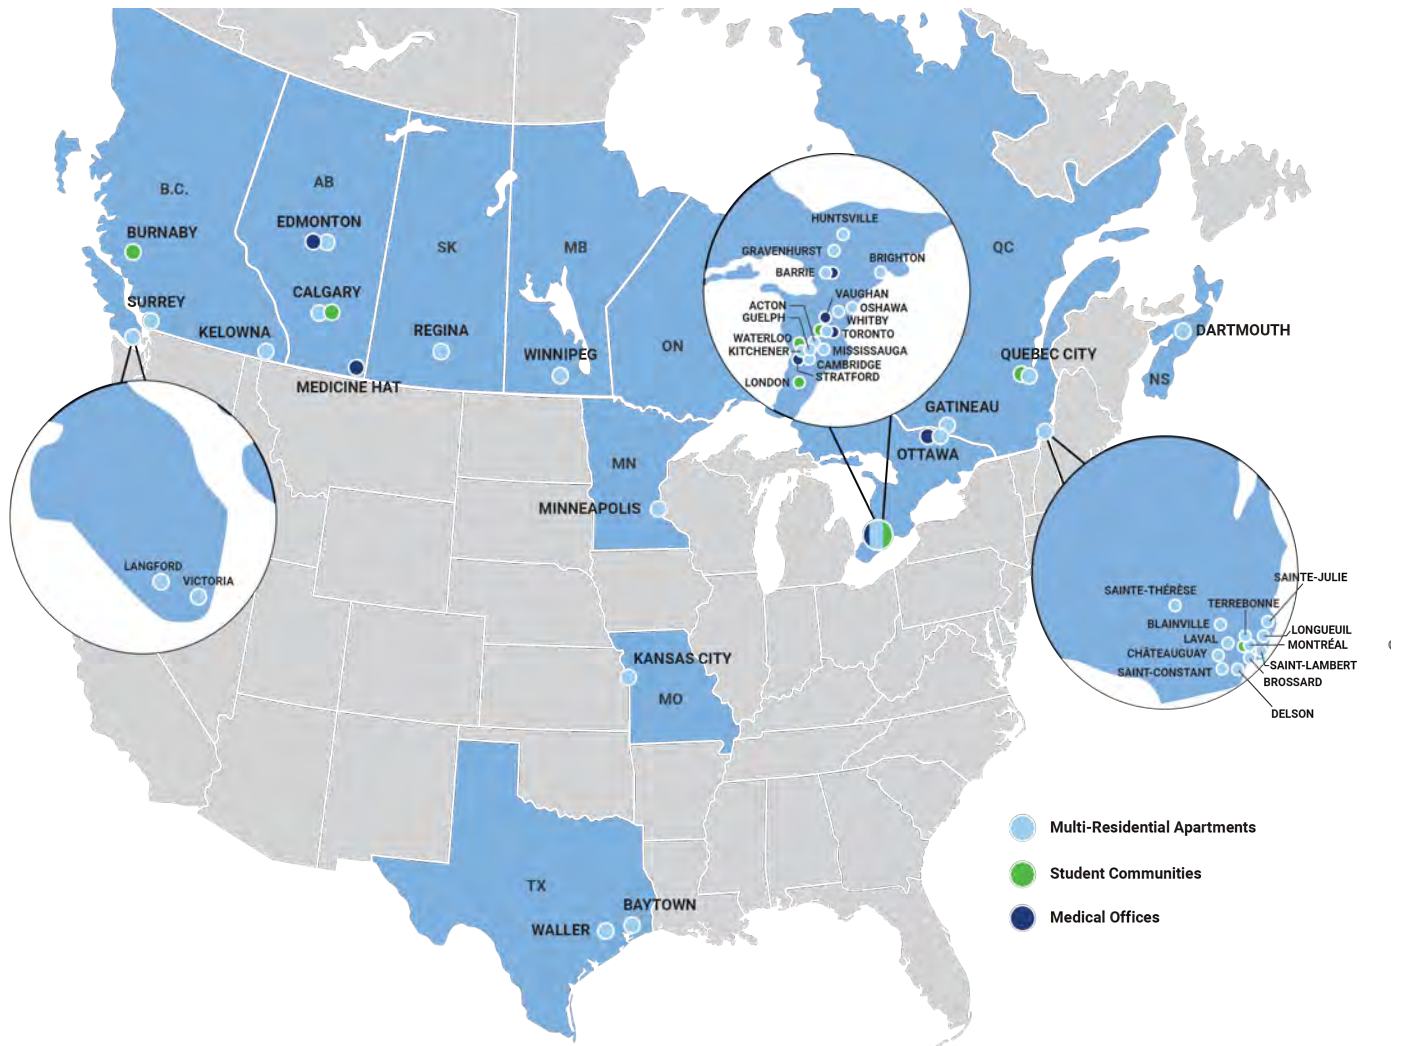 B.C.
BURNABY
SURREY
KELOWNA
AB
EDMONTON
CALGARY
MEDICINE HAT
SK
REGINA
MB
WINNIPEG
ON
HUNTSVILLE
GRAVENHURST
BRIGHTON
BARRIE
VAUGHAN
ACTON
OSHAWA
GUELPH
WHITBY
WATERLOO
TORONTO
KITCHENER
MISSISSAUGA
CAMBRIDGE
STRATFORD
LONDON
QC
QUEBEC CITY
GATINEAU
OTTAWA
DARTMOUTH
NS
LANGFORD
VICTORIA
MN
MINNEAPOLIS
KANSAS CITY
MO
TX
BAYTOWN
WALLER
SAINTE-JULIE
SAINTE-THÉRÈSE
TERREBONNE
BLAINVILLE
LONGUEUIL
LAVAL
MONTRÉAL
CHÂTEAUGUAY
SAINT-LAMBERT
SAINT-CONSTANT
BROSSARD
DELSON
Multi-Residential Apartments
Student Communities
Medical Offices